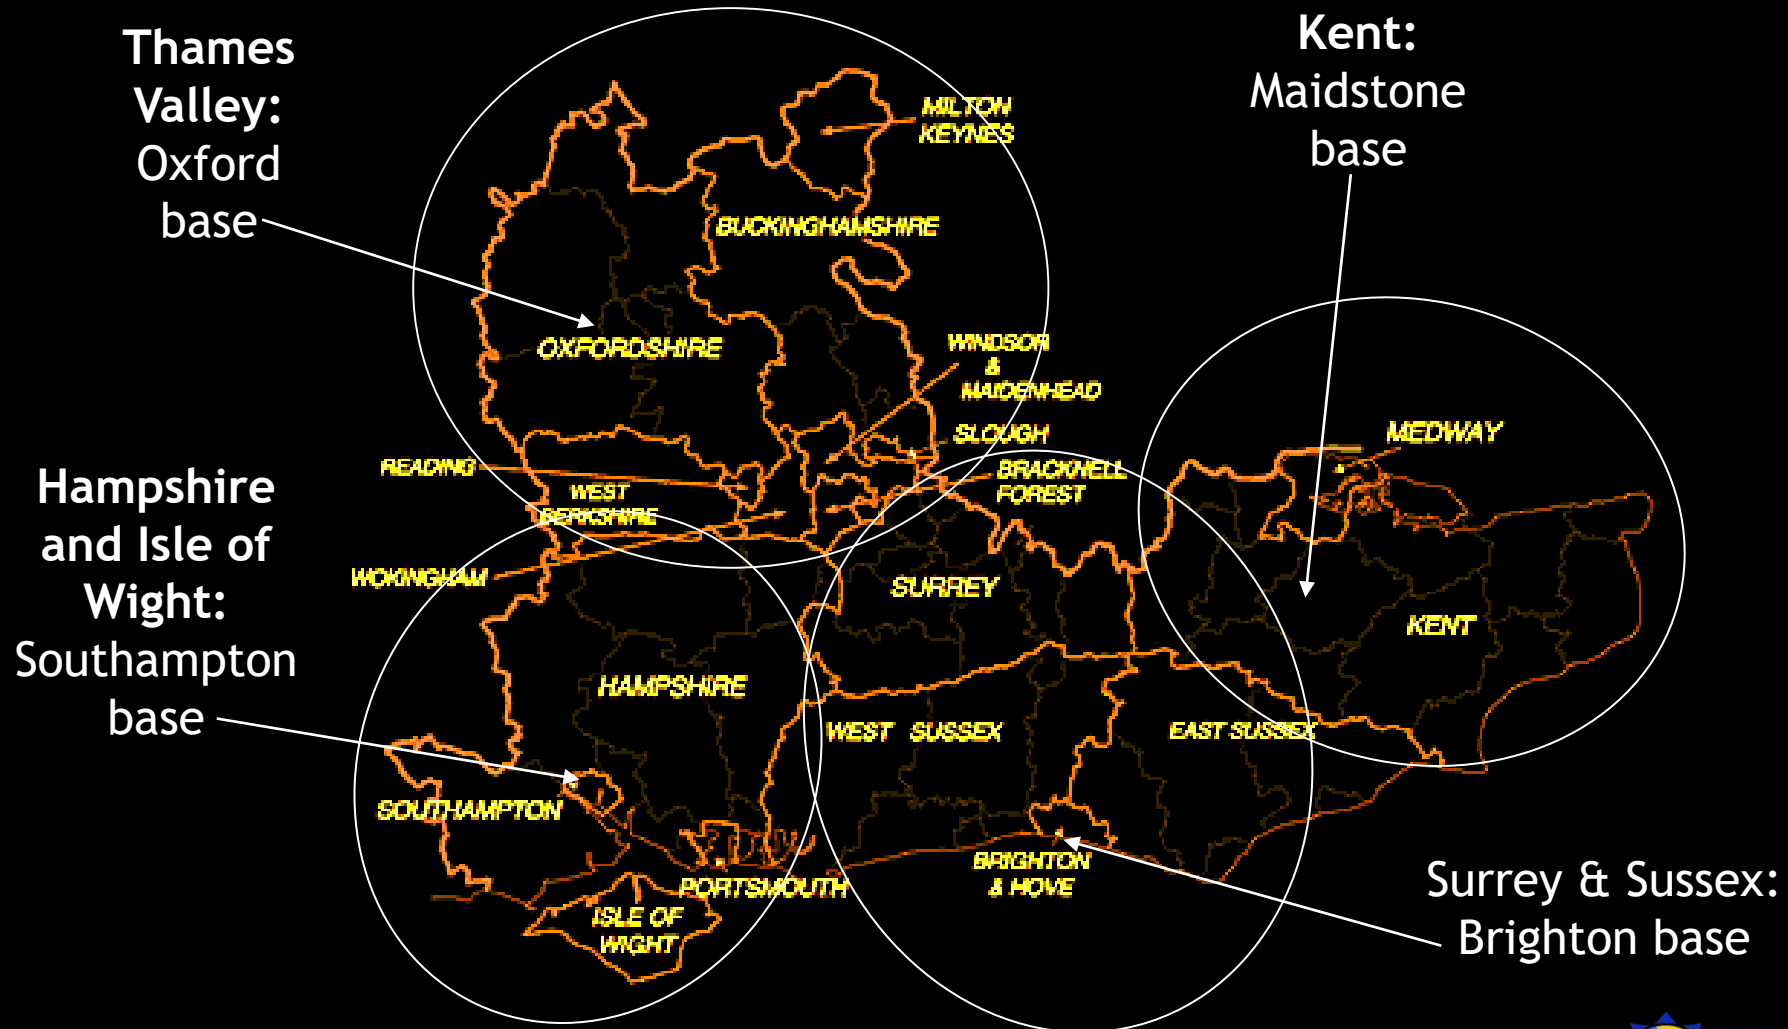 Thames
Valley:
Oxford
base
Kent:
Maidstone
base
MILTON
KEYNES
BUCKINGHAMSHIRE
OXFORDSHIRE
WINDSOR
&
MAIDENHEAD
SLOUGH
MEDWAY
READING
BRACKNELL
FOREST
WEST
BERKSHIRE
Hampshire
and Isle of
Wight:
Southampton
base
WOKINGHAM
SURREY
KENT
HAMPSHIRE
WEST SUSSEX
EAST SUSSEX
SOUTHAMPTON
PORTSMOUTH
BRIGHTON
& HOVE
ISLE OF
WIGHT
Surrey & Sussex:
Brighton base